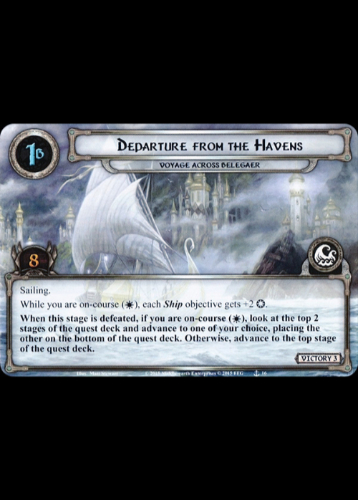 1B
DEPARTURE FROM THE HAVENS
VOYAGE ACROSS BELEGAER
8
Sailing.
While you are on-course (☀), each Ship objective gets +2
When this stage is defeated, if you are on-course (☀), look at the top 2
stages of the quest deck and advance to one of your choice, placing the
other on the bottom of the quest deck. Otherwise, advance to the top stage
of the quest deck.
VICTORY 3